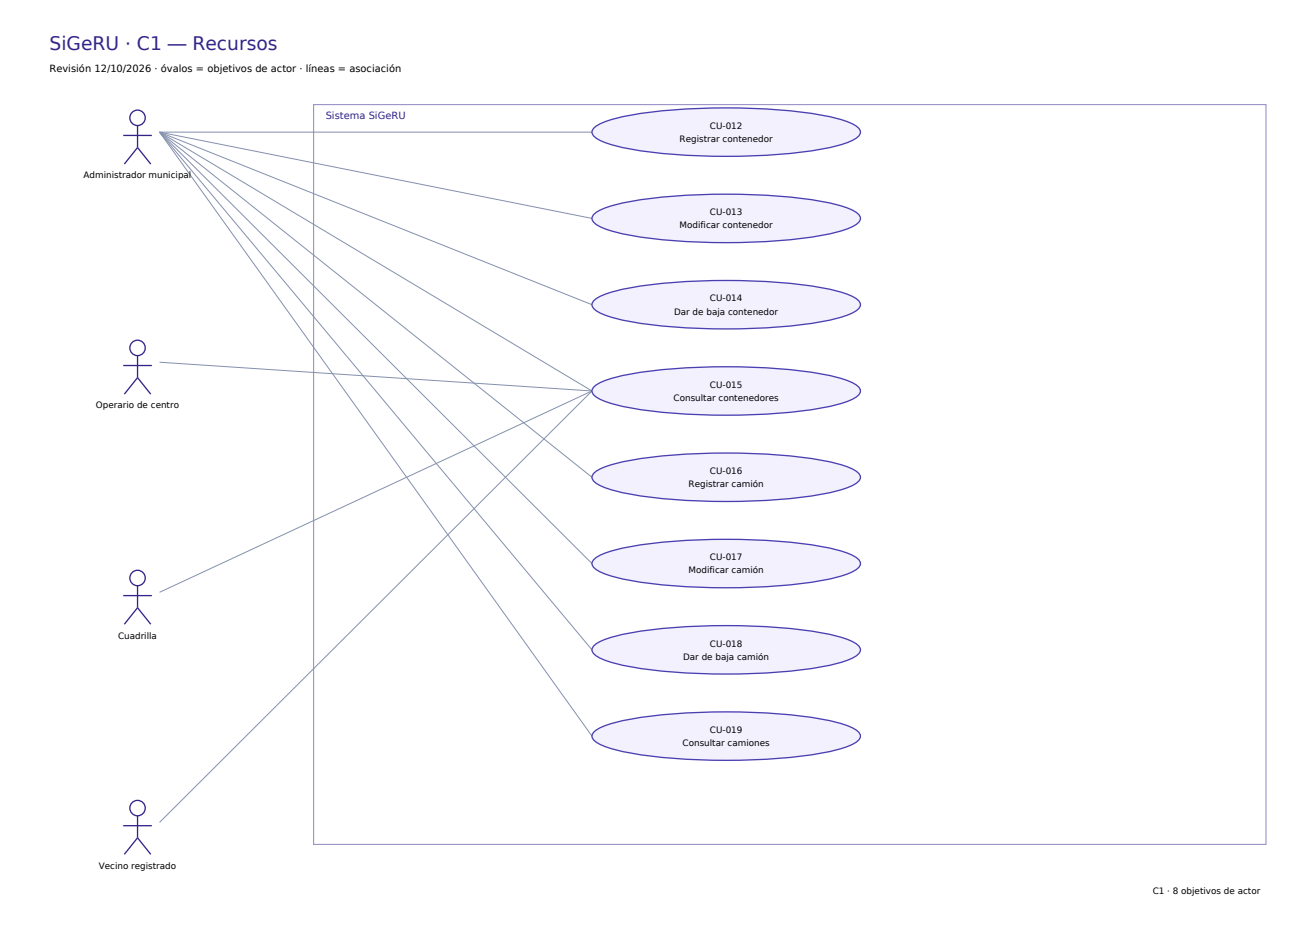 SiGeRU · C1 — Recursos
Revisión 12/10/2026 · óvalos = objetivos de actor · líneas = asociación
Sistema SiGeRU
Administrador municipal
Operario de centro
Cuadrilla
Vecino registrado
CU-012
Registrar contenedor
CU-013
Modificar contenedor
CU-014
Dar de baja contenedor
CU-015
Consultar contenedores
CU-016
Registrar camión
CU-017
Modificar camión
CU-018
Dar de baja camión
CU-019
Consultar camiones
C1 · 8 objetivos de actor